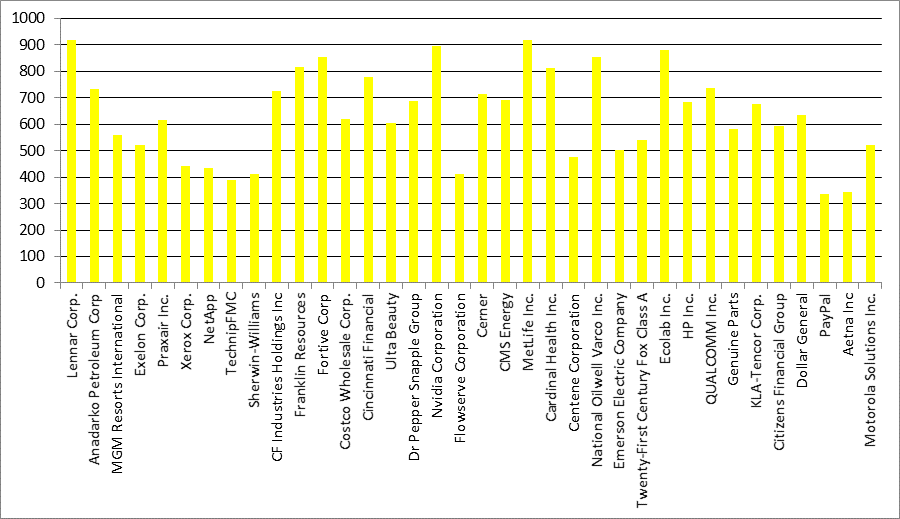 1000
900
800
700
600
500
400
300
200
100
0
Lennar Corp.
Anadarko Petroleum Corp
MGM Resorts International
Exelon Corp.
Praxair Inc.
Xerox Corp.
NetApp
TechnipFMC
Sherwin-Williams
CF Industries Holdings Inc
Franklin Resources
Fortive Corp
Costco Wholesale Corp.
Cincinnati Financial
Ulta Beauty
Dr Pepper Snapple Group
Nvidia Corporation
Flowserve Corporation
Cerner
CMS Energy
MetLife Inc.
Cardinal Health Inc.
Centene Corporation
National Oilwell Varco Inc.
Emerson Electric Company
Twenty-First Century Fox Class A
Ecolab Inc.
HP Inc.
QUALCOMM Inc.
Genuine Parts
KLA-Tencor Corp.
Citizens Financial Group
Dollar General
PayPal
Aetna Inc
Motorola Solutions Inc.